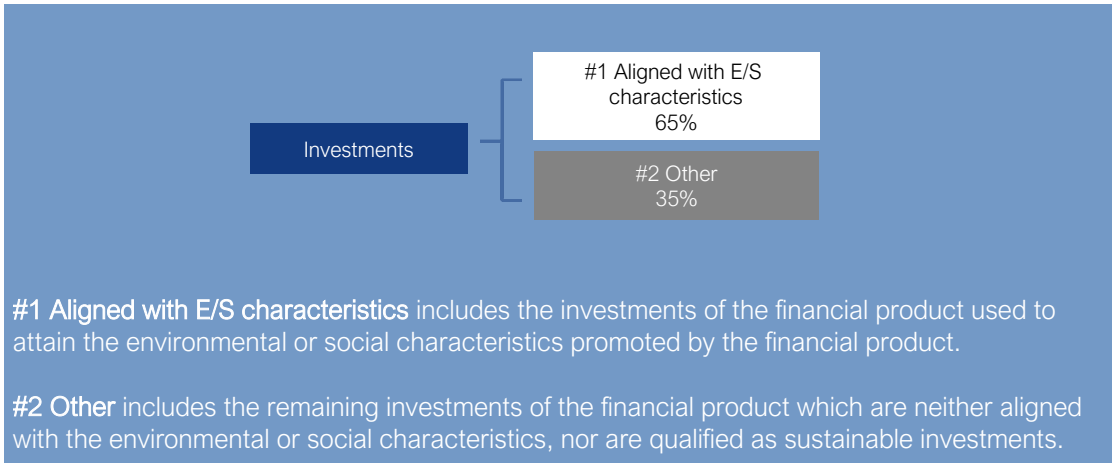 #1 Aligned with E/S
characteristics
65%
Investments
#2 Other
35%
#1 Aligned with E/S characteristics includes the investments of the financial product used to
attain the environmental or social characteristics promoted by the financial product.
#2 Other includes the remaining investments of the financial product which are neither aligned
with the environmental or social characteristics, nor are qualified as sustainable investments.